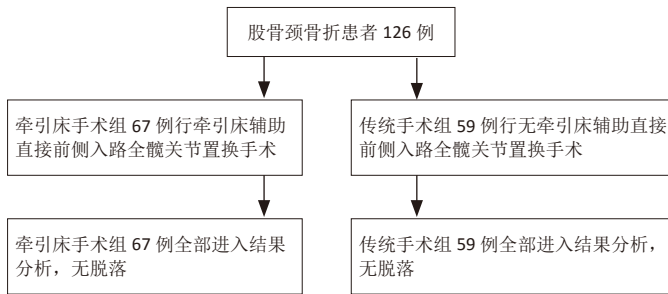 股骨颈骨折患者 126 例
牵引床手术组 67 例行牵引床辅助
直接前侧入路全髋关节置换手术
传统手术组 59 例行无牵引床辅助直接
前侧入路全髋关节置换手术
牵引床手术组 67 例全部进入结果
分析，无脱落
传统手术组 59 例全部进入结果分析，
无脱落